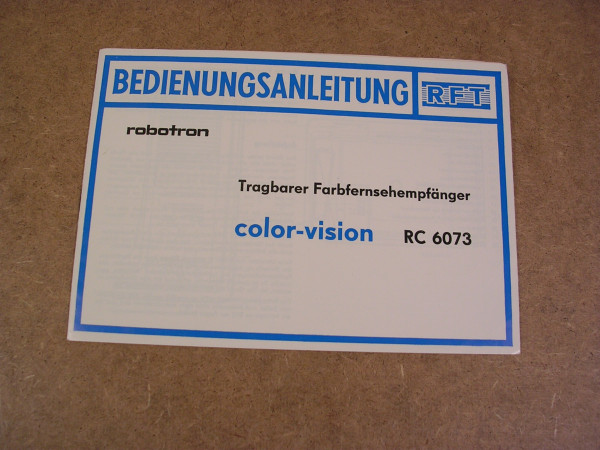 BEDIENUNGSANLEITUNG RFT
robotron
Tragbarer Farbfernsehempfänger
color-vision RC 6073